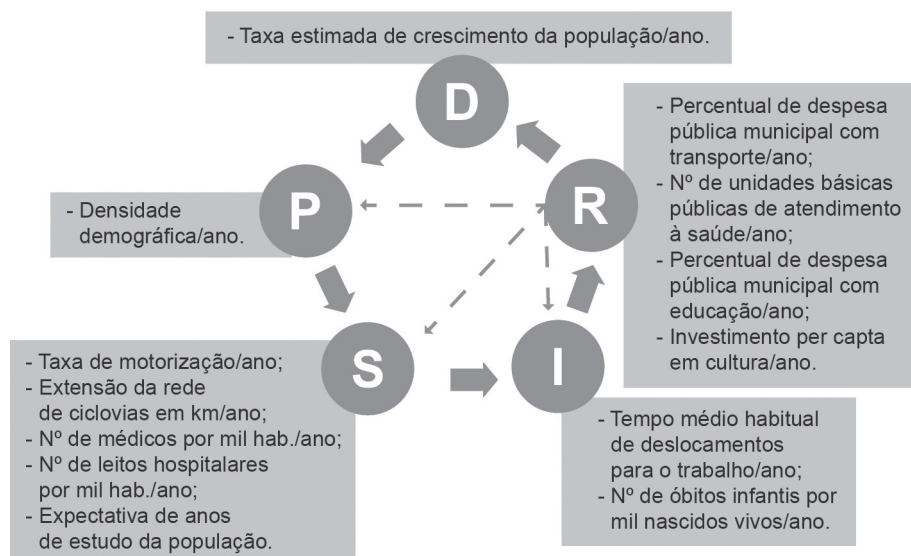 - Taxa estimada de crescimento da população/ano.
D
- Percentual de despesa
pública municipal com
transporte/ano;
- Nº de unidades básicas
públicas de atendimento
à saúde/ano;
- Percentual de despesa
pública municipal com
educação/ano;
- Investimento per capta
em cultura/ano.
R
P
- Densidade
demográfica/ano.
S
- Taxa de motorização/ano;
- Extensão da rede
de ciclovias em km/ano;
- Nº de médicos por mil hab./ano;
- Nº de leitos hospitalares
por mil hab./ano;
- Expectativa de anos
de estudo da população.
I
- Tempo médio habitual
de deslocamentos
para o trabalho/ano;
- Nº de óbitos infantis por
mil nascidos vivos/ano.